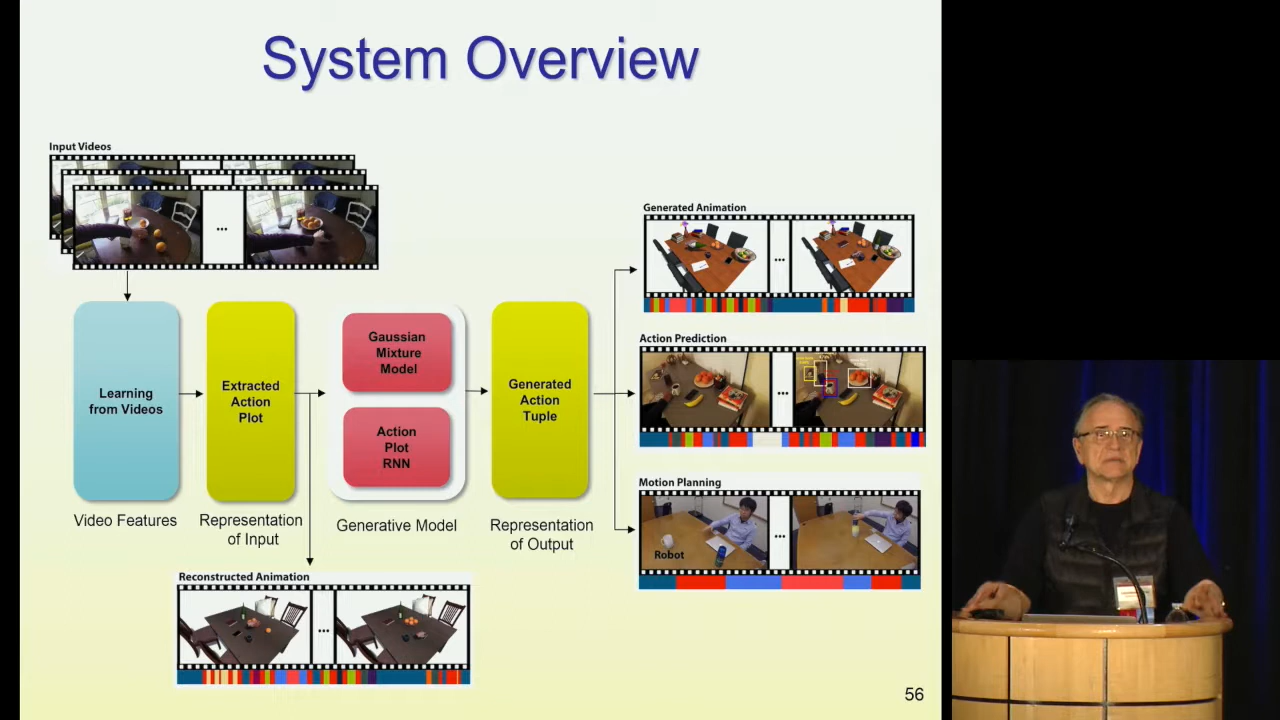 System Overview
Input Videos
...
Learning
from Videos
Video Features
Extracted
Action
Plot
Representation
of Input
Gaussian
Mixture
Model
Action
Plot
RNN
Generative Model
Generated
Action
Tuple
Representation
of Output
Generated Animation
...
Action Prediction
...
Motion Planning
Robot
...
Reconstructed Animation
...
56